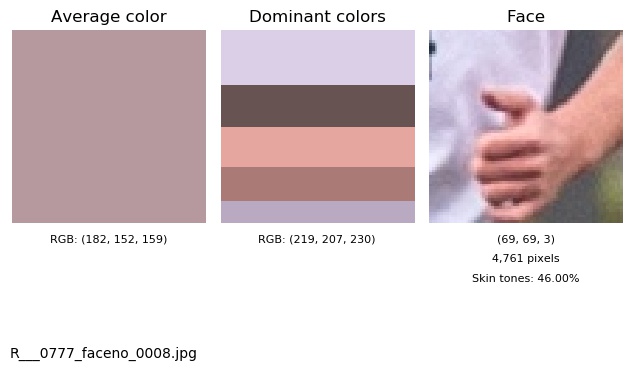 Average color
Dominant colors
Face
RGB: (182, 152, 159)
RGB: (219, 207, 230)
(69, 69, 3)
4,761 pixels
Skin tones: 46.00%
R___0777_faceno_0008.jpg